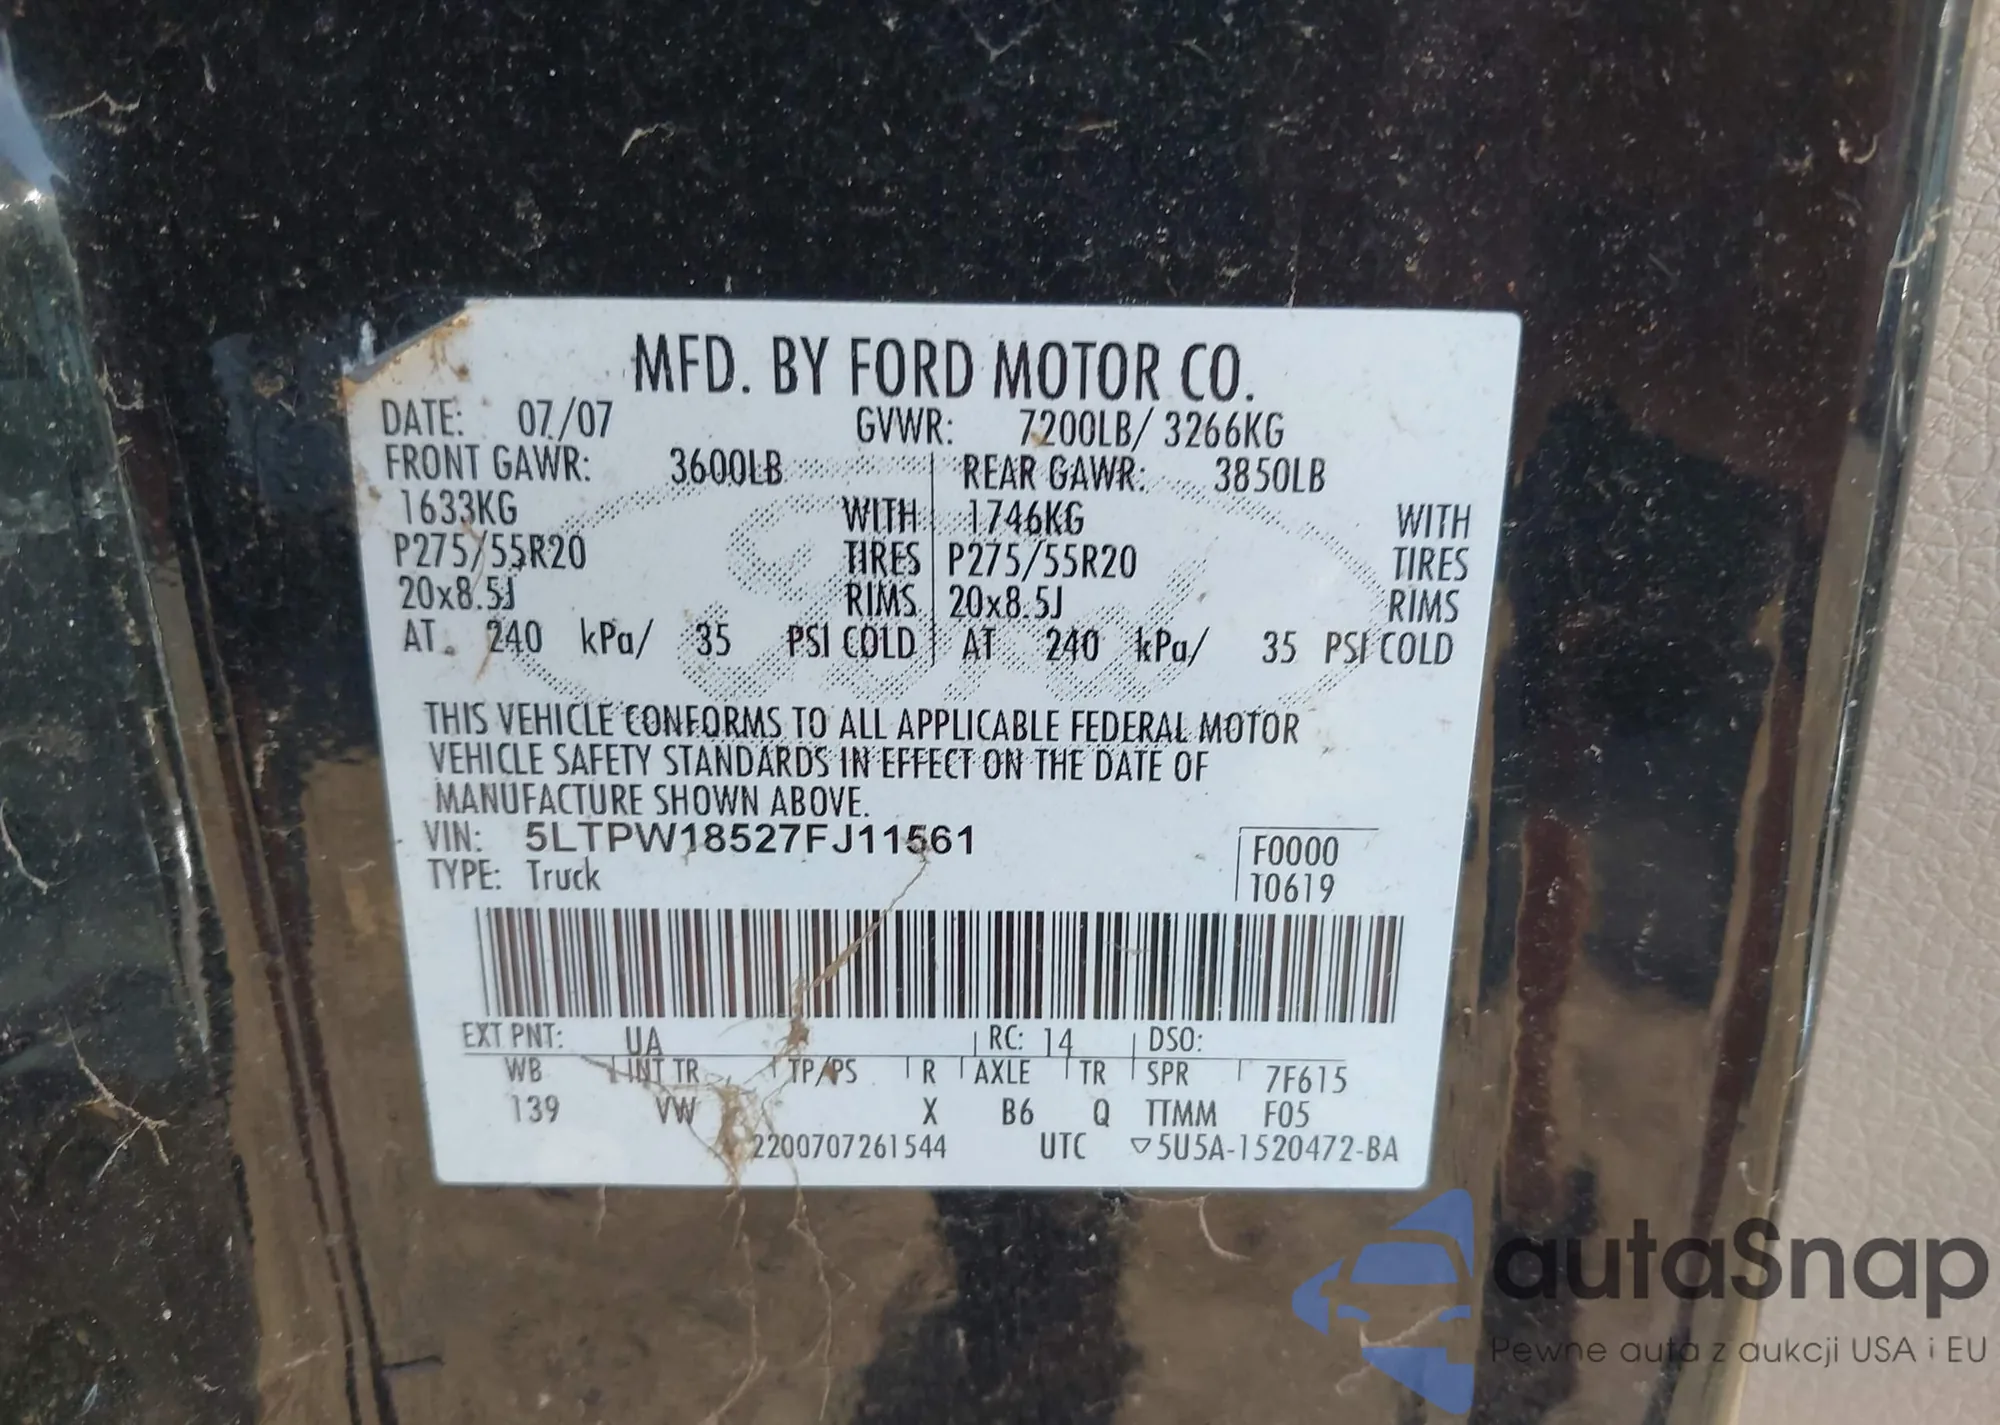 MFD. BY FORD MOTOR CO.
DATE: 07/07 GVWR: 7200LB/ 3266KG
FRONT GAWR: 3600LB REAR GAWR: 3850LB
1633KG WITH 1746KG WITH
P275/55R20 TIRES P275/55R20 TIRES
20x8.5J RIMS 20x8.5J RIMS
AT 240 kPa/ 35 PSI COLD AT 240 kPa/ 35 PSI COLD
THIS VEHICLE CONFORMS TO ALL APPLICABLE FEDERAL MOTOR
VEHICLE SAFETY STANDARDS IN EFFECT ON THE DATE OF
MANUFACTURE SHOWN ABOVE.
VIN: 5LTPW18527FJ11561 F0000
TYPE: Truck T0619
EXT PNT: UA RC: 14 DSO:
WB INT TR TP/PS R AXLE TR SPR 7F615
139 VW X B6 Q TTMM F05
2200707261544 UTC ▽5U5A-1520472-BA
autaSnap
Pewne auta z aukcji USA i EU